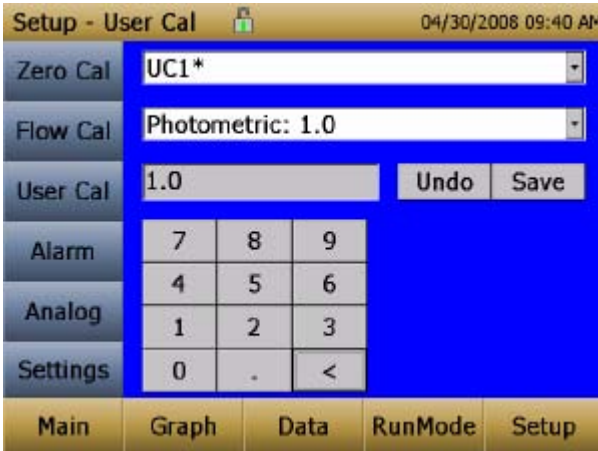 Setup - User Cal 04/30/2008 09:40 AM
Zero Cal
UC1*
Flow Cal
Photometric: 1.0
User Cal
1.0 Undo Save
Alarm
7 8 9
4 5 6
Analog
1 2 3
Settings
0 . <
Main Graph Data RunMode Setup